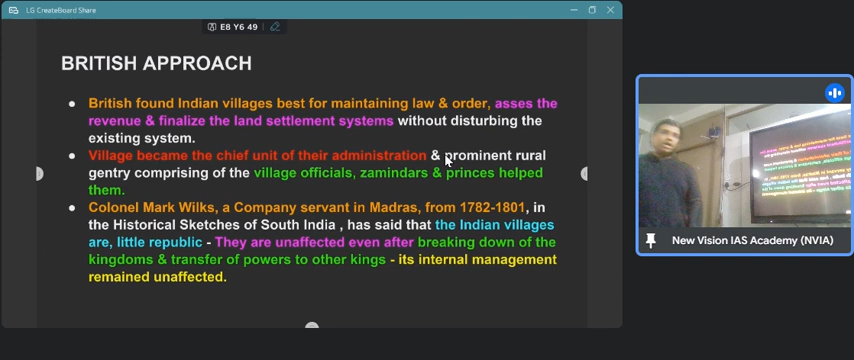 LG CreateBoard Share
E8 Y6 49
BRITISH APPROACH
● British found Indian villages best for maintaining law & order, asses the
revenue & finalize the land settlement systems without disturbing the
existing system.
● Village became the chief unit of their administration & prominent rural
gentry comprising of the village officials, zamindars & princes helped
them.
● Colonel Mark Wilks, a Company servant in Madras, from 1782-1801, in
the Historical Sketches of South India , has said that the Indian villages
are, little republic - They are unaffected even after breaking down of the
kingdoms & transfer of powers to other kings - its internal management
remained unaffected.
New Vision IAS Academy (NVIA)